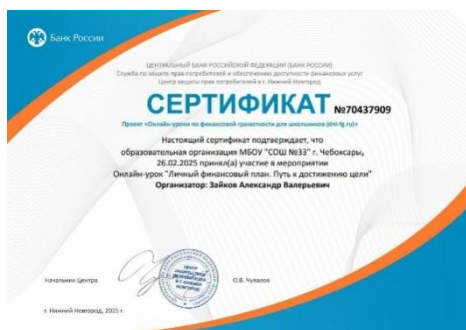 Банк России
ЦЕНТРАЛЬНЫЙ БАНК РОССИЙСКОЙ ФЕДЕРАЦИИ (БАНК РОССИИ)
Служба по защите прав потребителей и обеспечению доступности финансовых услуг
Центр защиты прав потребителей в г. Нижний Новгород
СЕРТИФИКАТ №70437909
Проект «Онлайн-уроки по финансовой грамотности для школьников (dni-fg.ru)»
Настоящий сертификат подтверждает, что
образовательная организация МБОУ "СОШ №33" г. Чебоксары,
26.02.2025 принял(а) участие в мероприятии
Онлайн-урок "Личный финансовый план. Путь к достижению цели"
Организатор: Зайков Александр Валерьевич
Начальник Центра
О.В. Чупалов
г. Нижний Новгород, 2025 г.